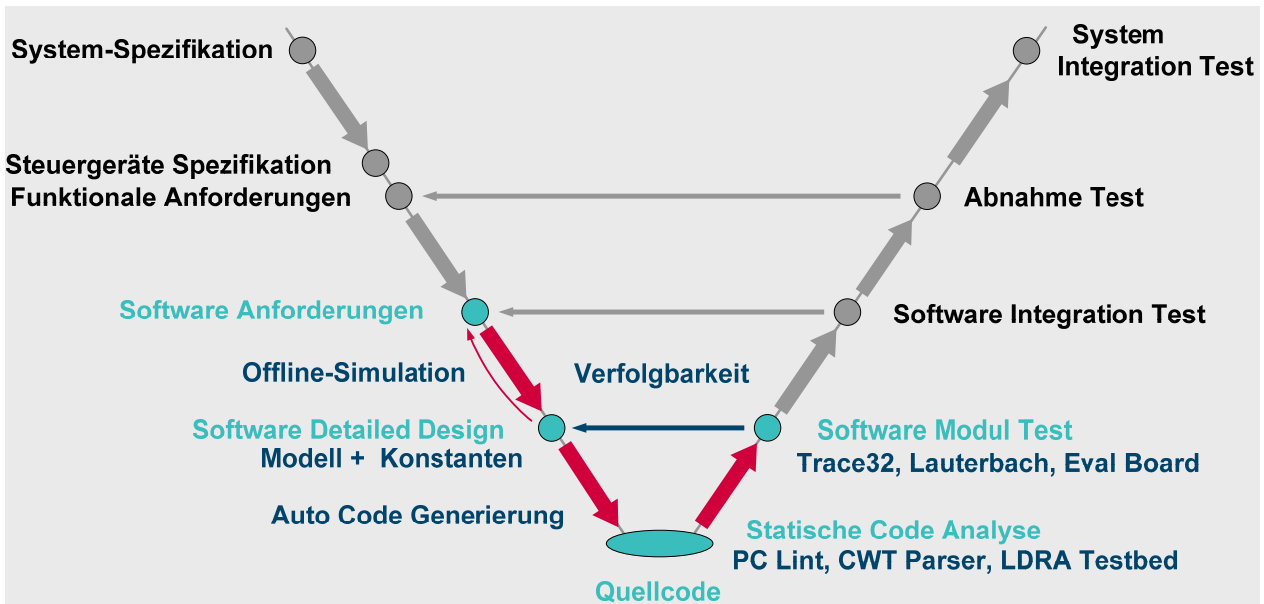 System-Spezifikation
System
Integration Test
Steuergeräte Spezifikation
Funktionale Anforderungen
Abnahme Test
Software Anforderungen
Software Integration Test
Offline-Simulation
Verfolgbarkeit
Software Detailed Design
Modell + Konstanten
Software Modul Test
Trace32, Lauterbach, Eval Board
Auto Code Generierung
Statische Code Analyse
PC Lint, CWT Parser, LDRA Testbed
Quellcode